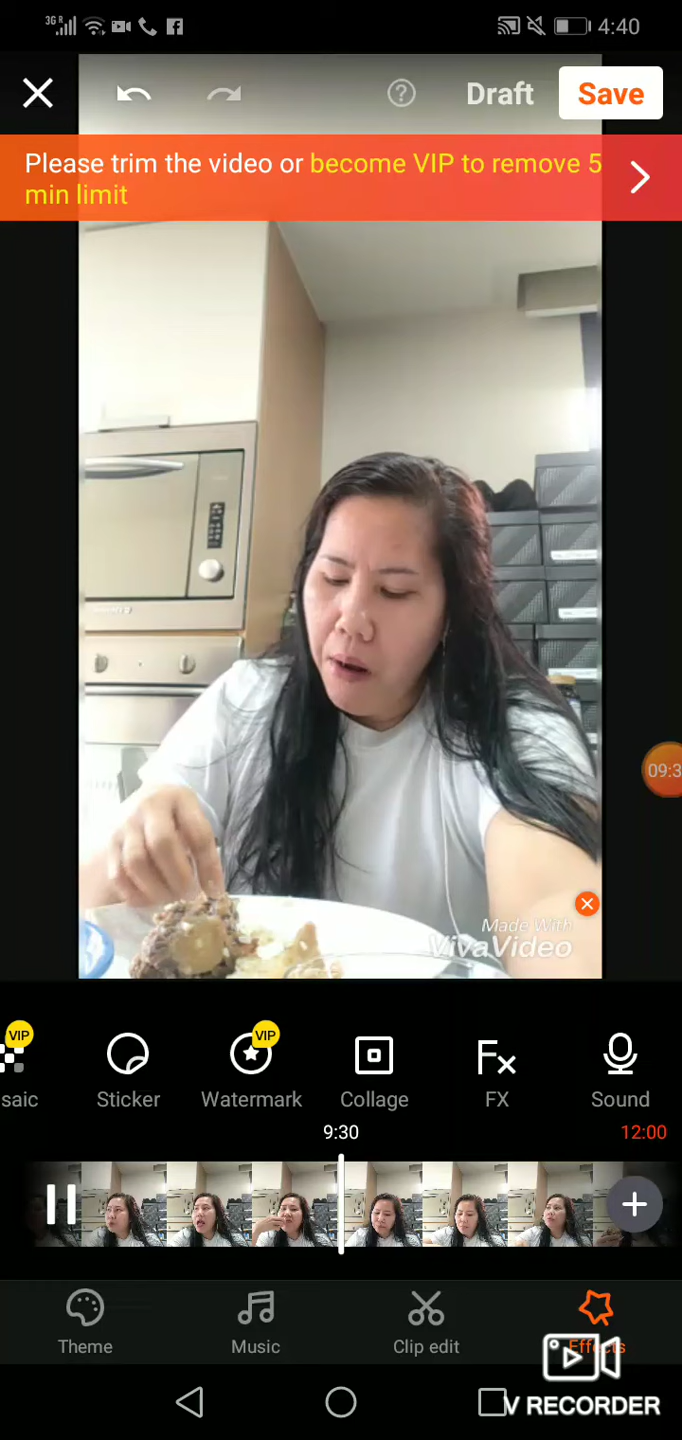 3G R
4:40
Draft
Save
Please trim the video or become VIP to remove 5
min limit
09:3
Made With
VivaVideo
VIP
VIP
saic
Sticker
Watermark
Collage
FX
Sound
9:30
12:00
Theme
Music
Clip edit
Effects
V RECORDER